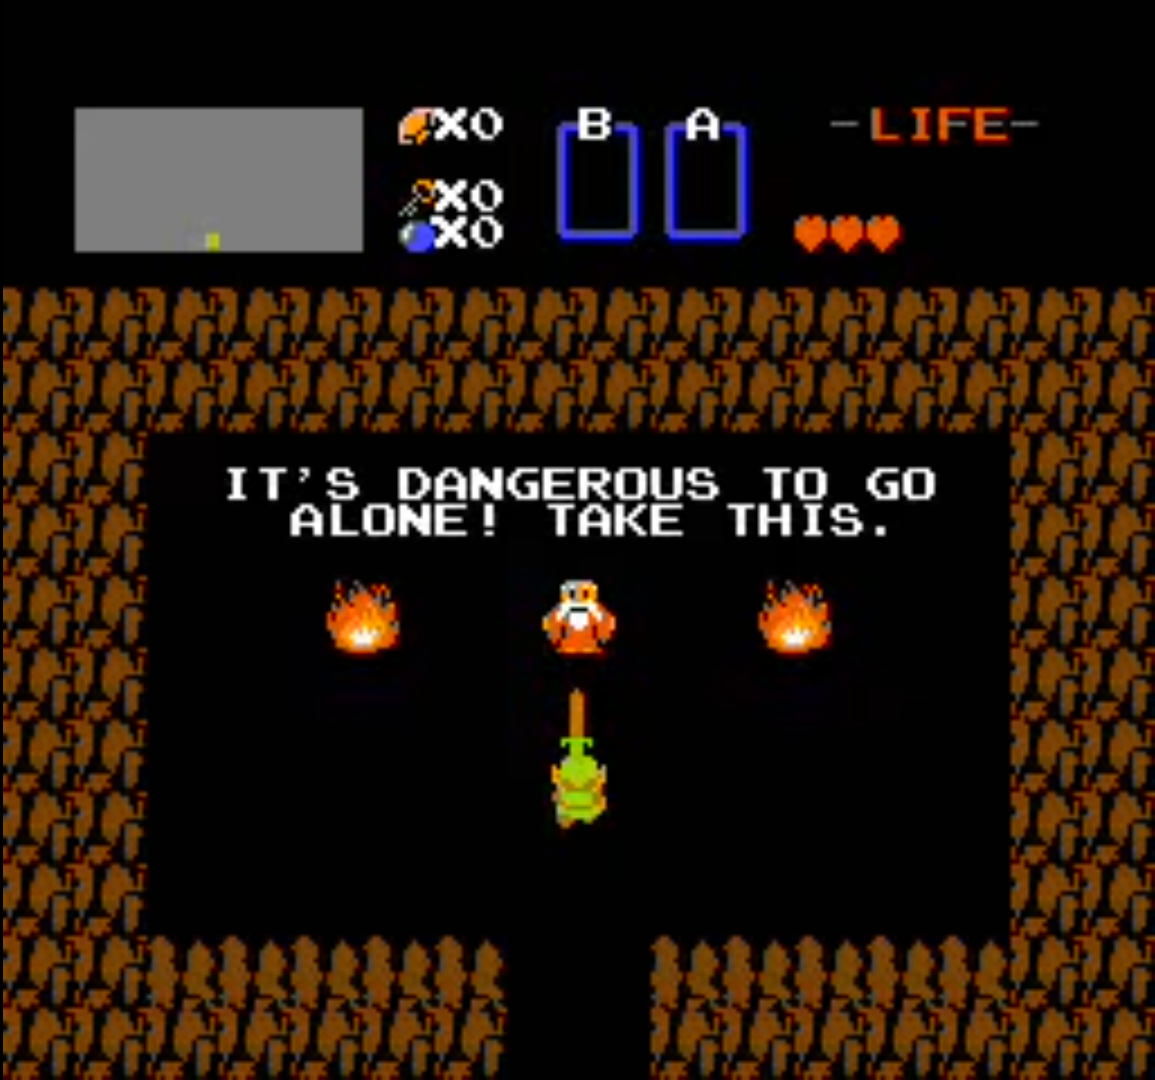 X0 B A -LIFE-
X0
X0
IT'S DANGEROUS TO GO
ALONE! TAKE THIS.